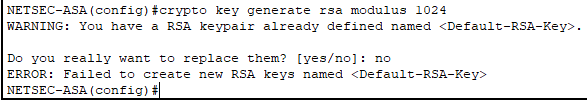 NETSEC-ASA(config)#crypto key generate rsa modulus 1024
WARNING: You have a RSA keypair already defined named <Default-RSA-Key>.
Do you really want to replace them? [yes/no]: no
ERROR: Failed to create new RSA keys named <Default-RSA-Key>
NETSEC-ASA(config)#